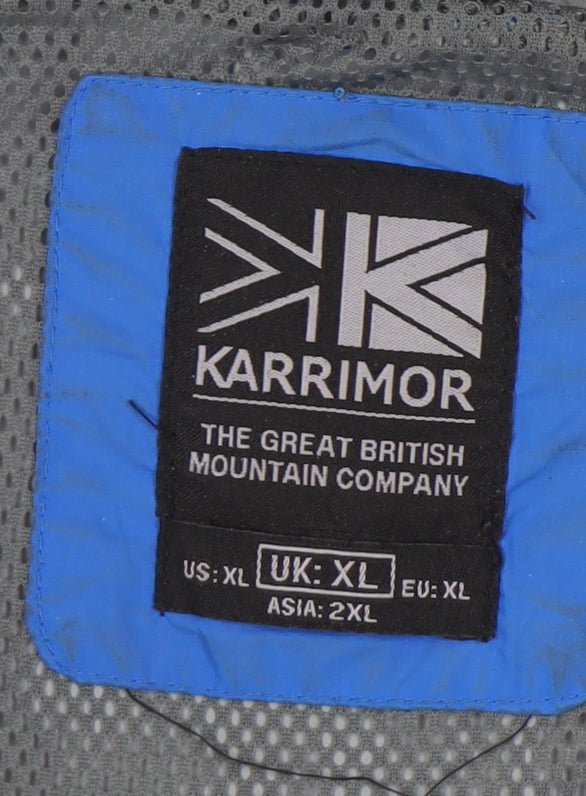 KARRIMOR
THE GREAT BRITISH
MOUNTAIN COMPANY
US: XL UK: XL EU: XL
ASIA: 2XL